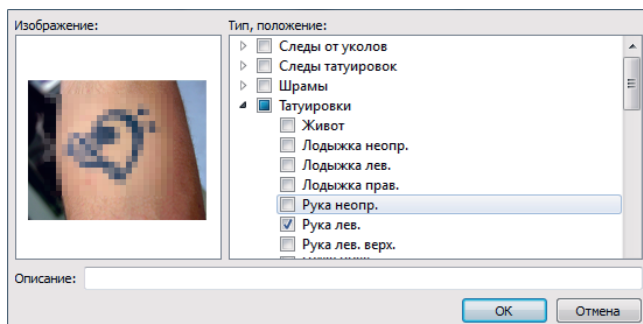 Изображение:
Тип, положение:
Следы от уколов
Следы татуировок
Шрамы
Татуировки
Живот
Лодыжка неопр.
Лодыжка лев.
Лодыжка прав.
Рука неопр.
Рука лев.
Рука лев. верх.
Описание:
OK
Отмена